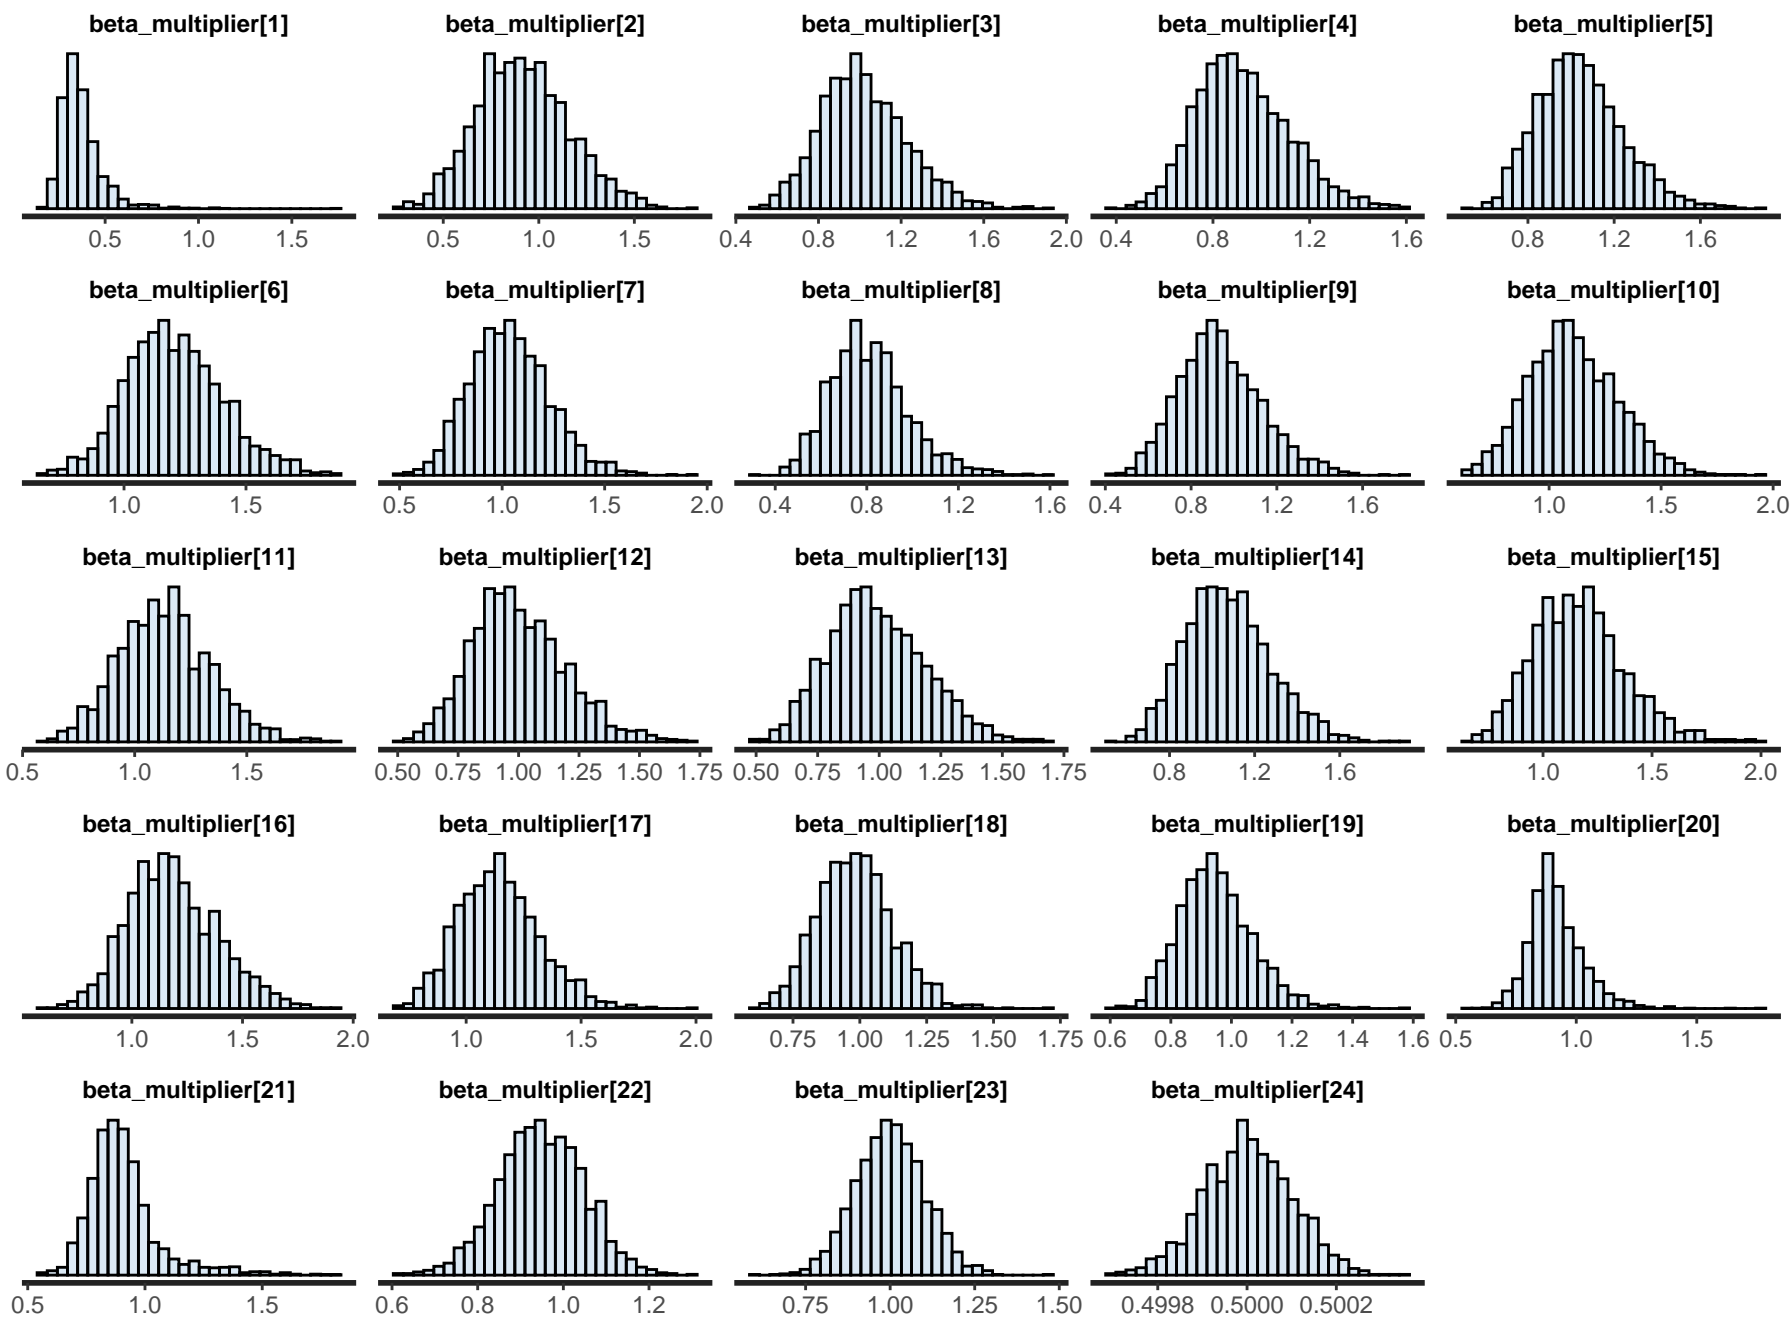 beta_multiplier[1] beta_multiplier[2] beta_multiplier[3] beta_multiplier[4] beta_multiplier[5]
0.5 1.0 1.5 0.5 1.0 1.5 0.4 0.8 1.2 1.6 2.0 0.4 0.8 1.2 1.6 0.8 1.2 1.6
beta_multiplier[6] beta_multiplier[7] beta_multiplier[8] beta_multiplier[9] beta_multiplier[10]
1.0 1.5 0.5 1.0 1.5 2.0 0.4 0.8 1.2 1.6 0.4 0.8 1.2 1.6 1.0 1.5 2.0
beta_multiplier[11] beta_multiplier[12] beta_multiplier[13] beta_multiplier[14] beta_multiplier[15]
0.5 1.0 1.5 0.50 0.75 1.00 1.25 1.50 1.75 0.50 0.75 1.00 1.25 1.50 1.75 0.8 1.2 1.6 1.0 1.5 2.0
beta_multiplier[16] beta_multiplier[17] beta_multiplier[18] beta_multiplier[19] beta_multiplier[20]
1.0 1.5 2.0 1.0 1.5 2.0 0.75 1.00 1.25 1.50 1.75 0.6 0.8 1.0 1.2 1.4 1.6 0.5 1.0 1.5
beta_multiplier[21] beta_multiplier[22] beta_multiplier[23] beta_multiplier[24]
0.5 1.0 1.5 0.6 0.8 1.0 1.2 0.75 1.00 1.25 1.50 0.4998 0.5000 0.5002